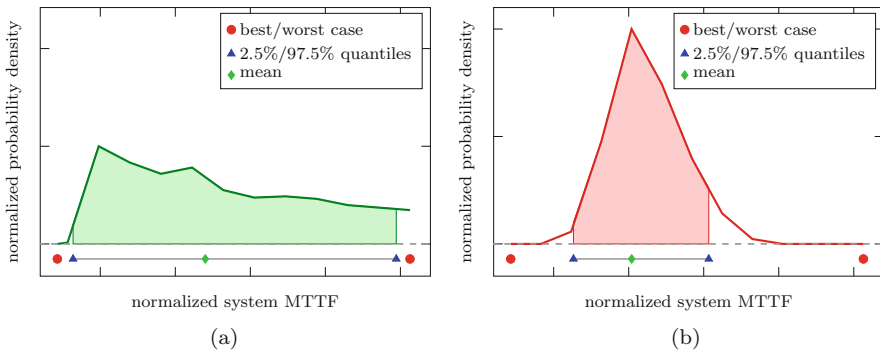 normalized probability density
best/worst case
2.5%/97.5% quantiles
mean
normalized system MTTF
(a)
normalized probability density
best/worst case
2.5%/97.5% quantiles
mean
normalized system MTTF
(b)